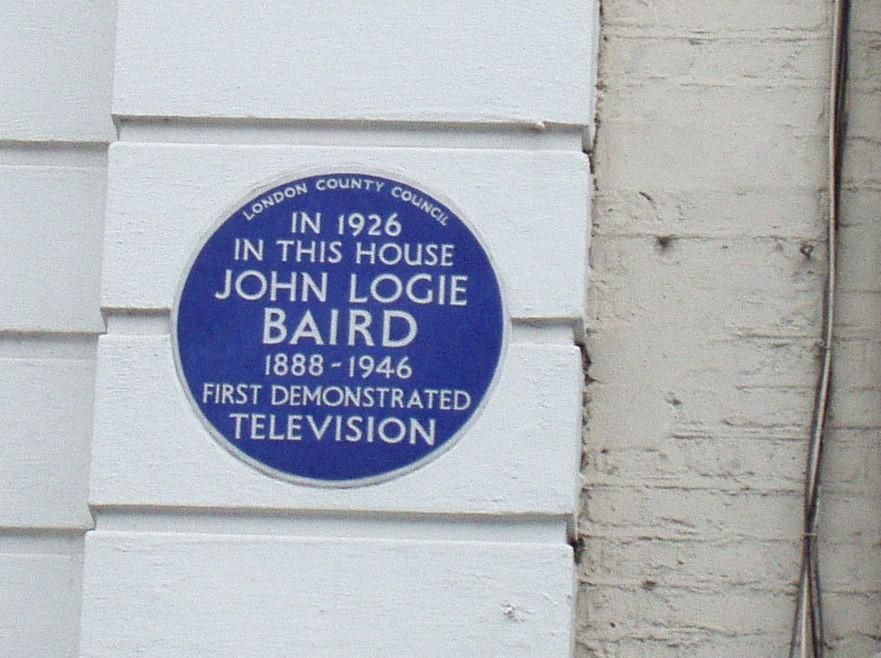 LONDON COUNTY COUNCIL
IN 1926
IN THIS HOUSE
JOHN LOGIE
BAIRD
1888-1946
FIRST DEMONSTRATED
TELEVISION